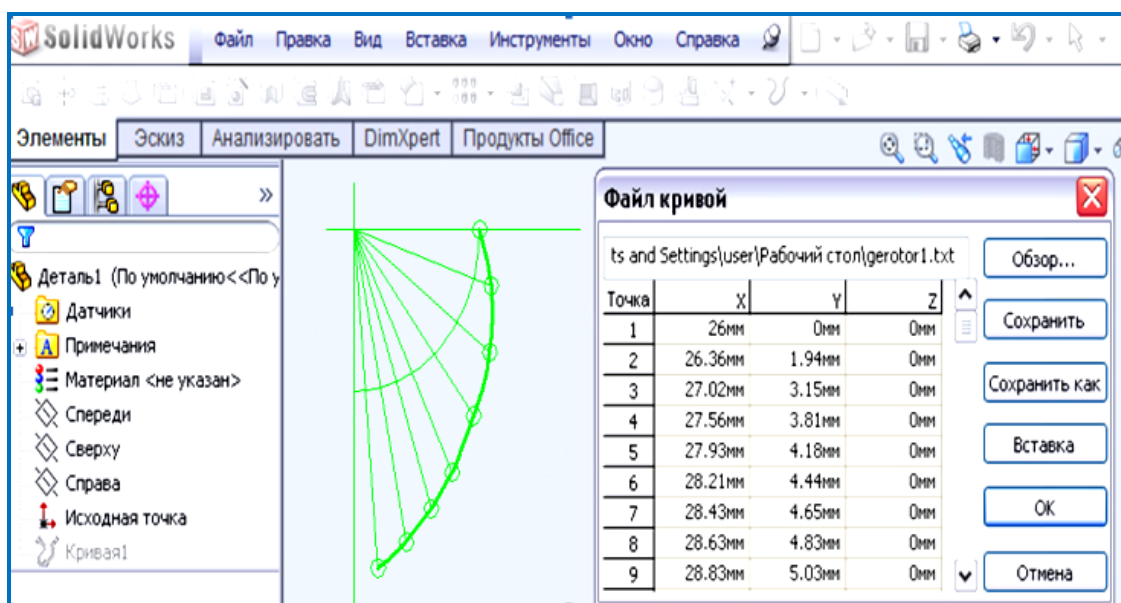 SolidWorks Файл Правка Вид Вставка Инструменты Окно Справка
Элементы Эскиз Анализировать DimXpert Продукты Office
»
Деталь1 (По умолчанию<<По у
Датчики
A Примечания
Материал <не указан>
Спереди
Сверху
Справа
Исходная точка
Кривая1
Файл кривой
ts and Settings\user\Рабочий стол\gerotor1.txt Обзор...
Точка X Y Z
1 26мм 0мм 0мм
2 26.36мм 1.94мм 0мм
3 27.02мм 3.15мм 0мм
4 27.56мм 3.81мм 0мм
5 27.93мм 4.18мм 0мм
6 28.21мм 4.44мм 0мм
7 28.43мм 4.65мм 0мм
8 28.63мм 4.83мм 0мм
9 28.83мм 5.03мм 0мм
Сохранить
Сохранить как
Вставка
OK
Отмена